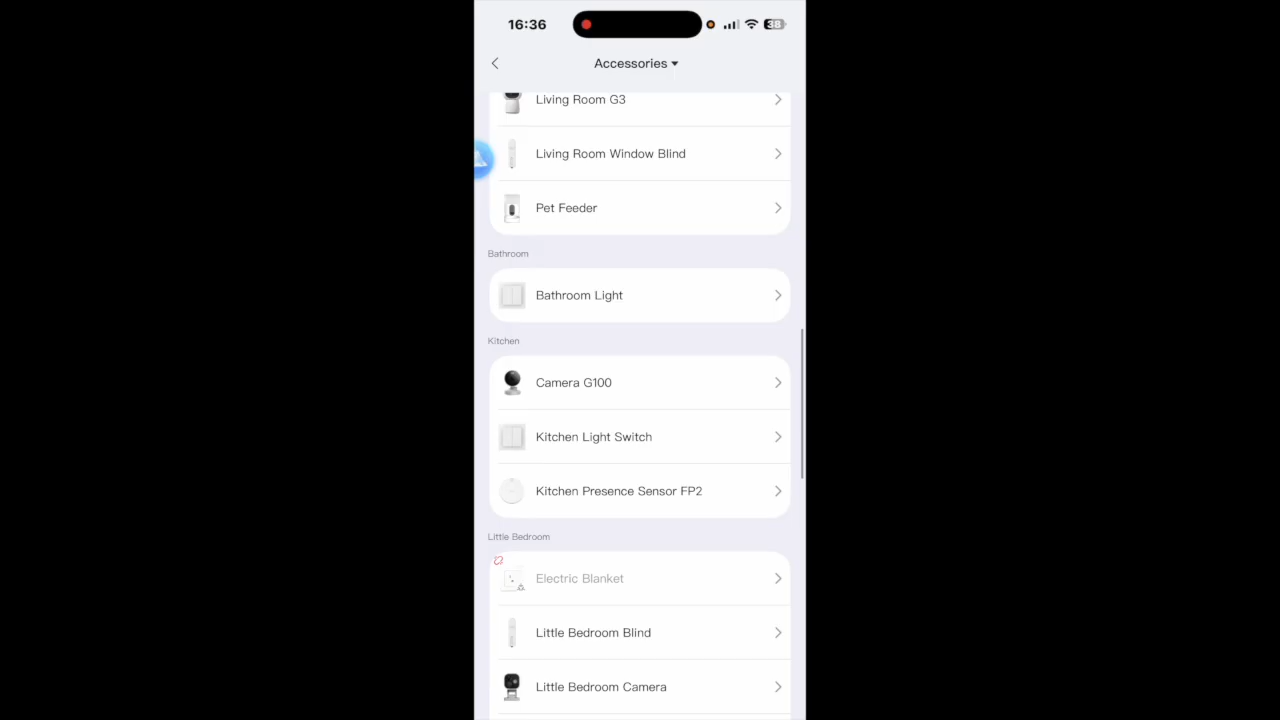 16:36
38
Accessories
Living Room G3
Living Room Window Blind
Pet Feeder
Bathroom
Bathroom Light
Kitchen
Camera G100
Kitchen Light Switch
Kitchen Presence Sensor FP2
Little Bedroom
Electric Blanket
Little Bedroom Blind
Little Bedroom Camera